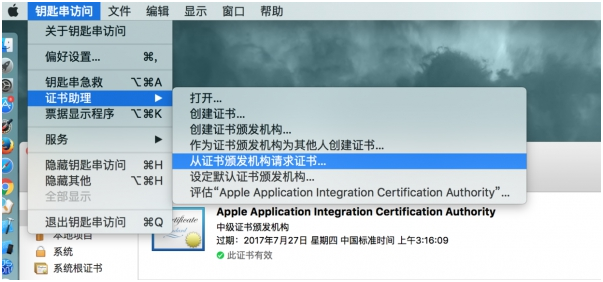 钥匙串访问 文件 编辑 显示 窗口 帮助
关于钥匙串访问
偏好设置... ⌘,
钥匙串急救 ⌥⌘A
证书助理 ▶
票据显示程序 ⌥⌘K
服务 ▶
隐藏钥匙串访问 ⌘H
隐藏其他 ⌥⌘H
全部显示
退出钥匙串访问 ⌘Q
打开...
创建证书...
创建证书颁发机构...
作为证书颁发机构为其他人创建证书...
从证书颁发机构请求证书...
设定默认证书颁发机构...
评估“Apple Application Integration Certification Authority”...
本地项目
系统
系统根证书
Apple Application Integration Certification Authority
中级证书颁发机构
过期：2017年7月27日 星期四 中国标准时间 上午3:16:09
此证书有效